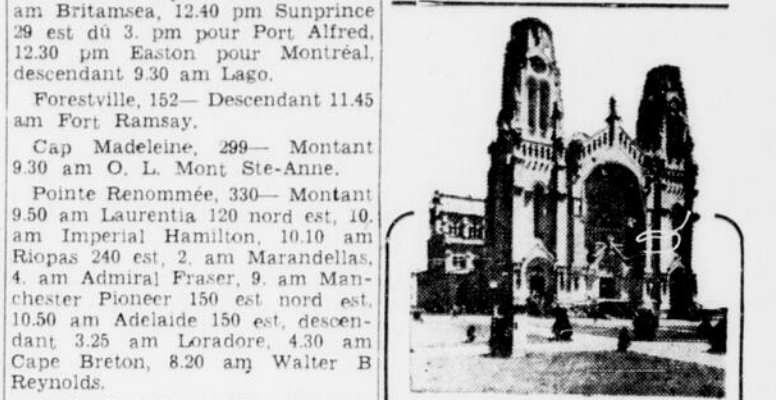 am Britamsea, 12.40 pm Sunprince
29 est dû 3. pm pour Port Alfred,
12.30 pm Easton pour Montréal,
descendant 9.30 am Lago.
Forestville, 152— Descendant 11.45
am Fort Ramsay.
Cap Madeleine, 299— Montant
9.30 am O. L. Mont Ste-Anne.
Pointe Renommée, 330— Montant
9.50 am Laurentia 120 nord est, 10.
am Imperial Hamilton, 10.10 am
Riopas 240 est, 2. am Marandellas,
4. am Admiral Fraser, 9. am Man-
chester Pioneer 150 est nord est,
10.50 am Adelaide 150 est, descen-
dant 3.25 am Loradore, 4.30 am
Cape Breton, 8.20 am Walter B
Reynolds.